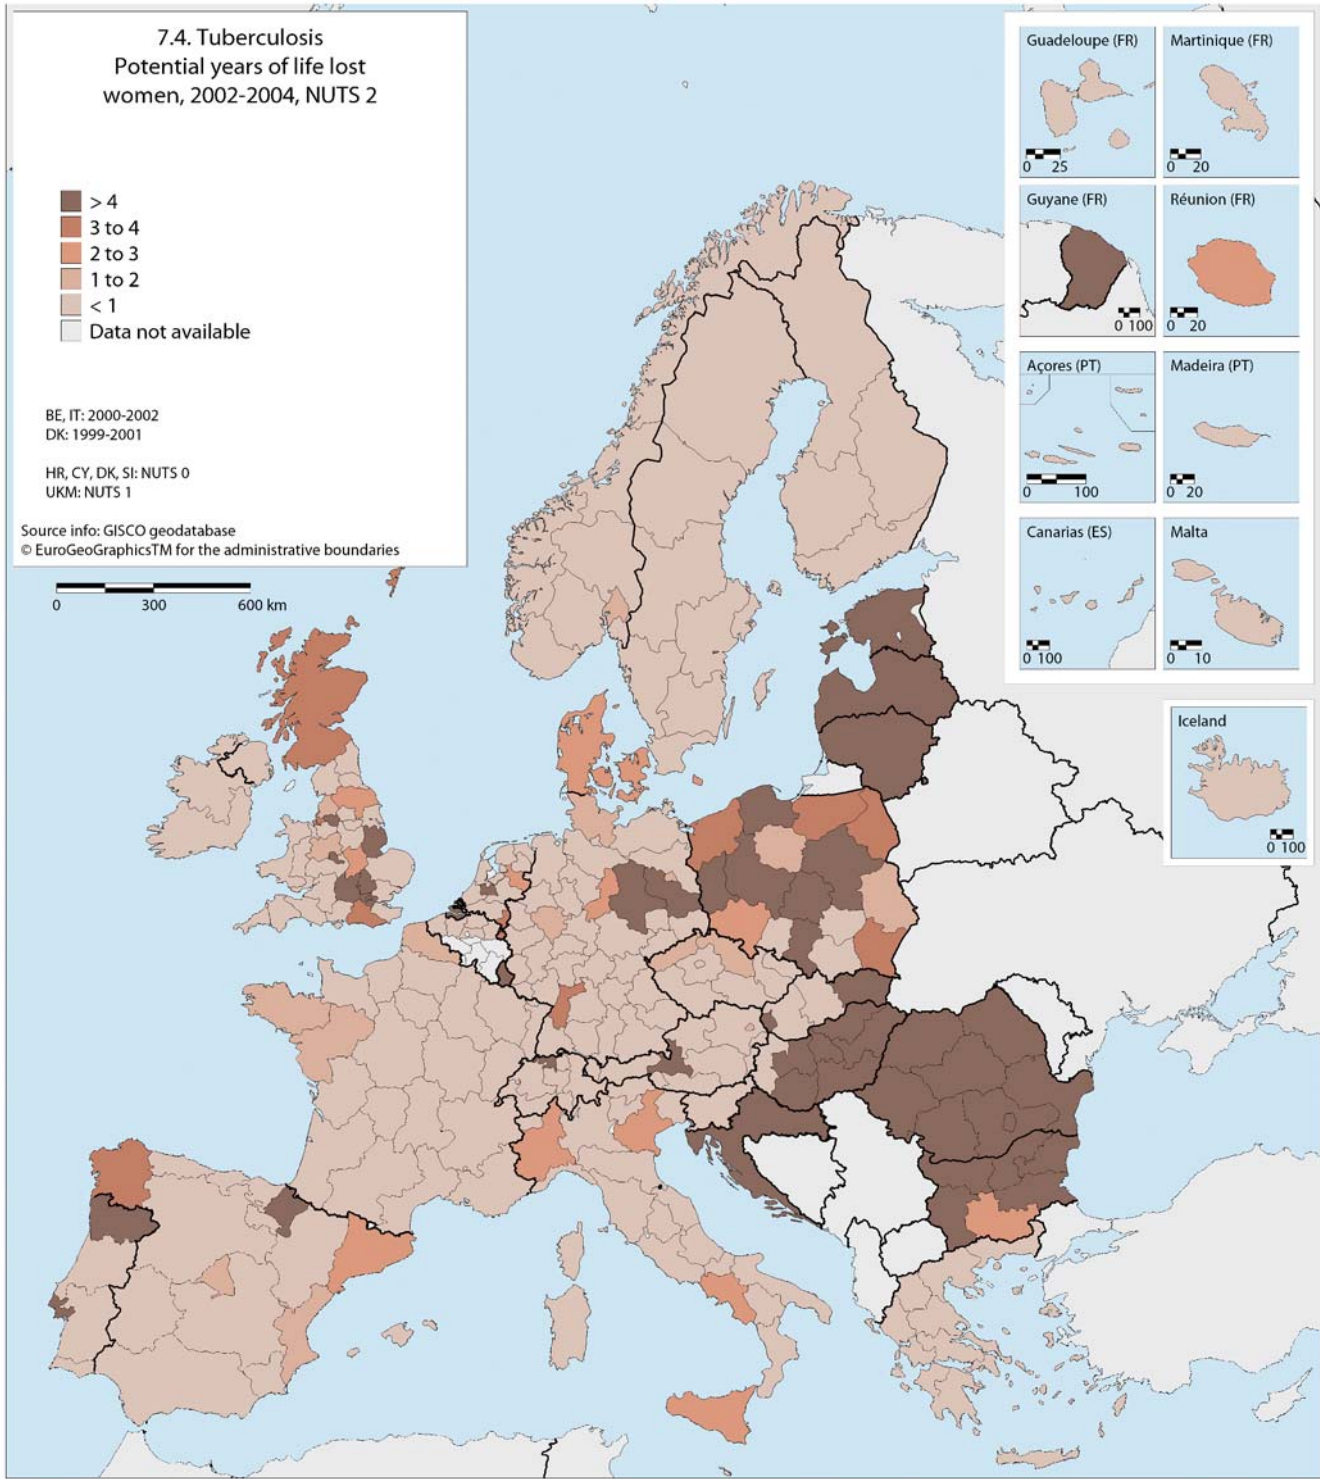 7.4. Tuberculosis
Potential years of life lost
women, 2002-2004, NUTS 2
> 4
3 to 4
2 to 3
1 to 2
< 1
Data not available
BE, IT: 2000-2002
DK: 1999-2001
HR, CY, DK, SI: NUTS 0
UKM: NUTS 1
Source info: GISCO geodatabase
© EuroGeoGraphicsTM for the administrative boundaries
0 300 600 km
Guadeloupe (FR)
0 25
Martinique (FR)
0 20
Guyane (FR)
0 100
Réunion (FR)
0 20
Açores (PT)
0 100
Madeira (PT)
0 20
Canarias (ES)
0 100
Malta
0 10
Iceland
0 100